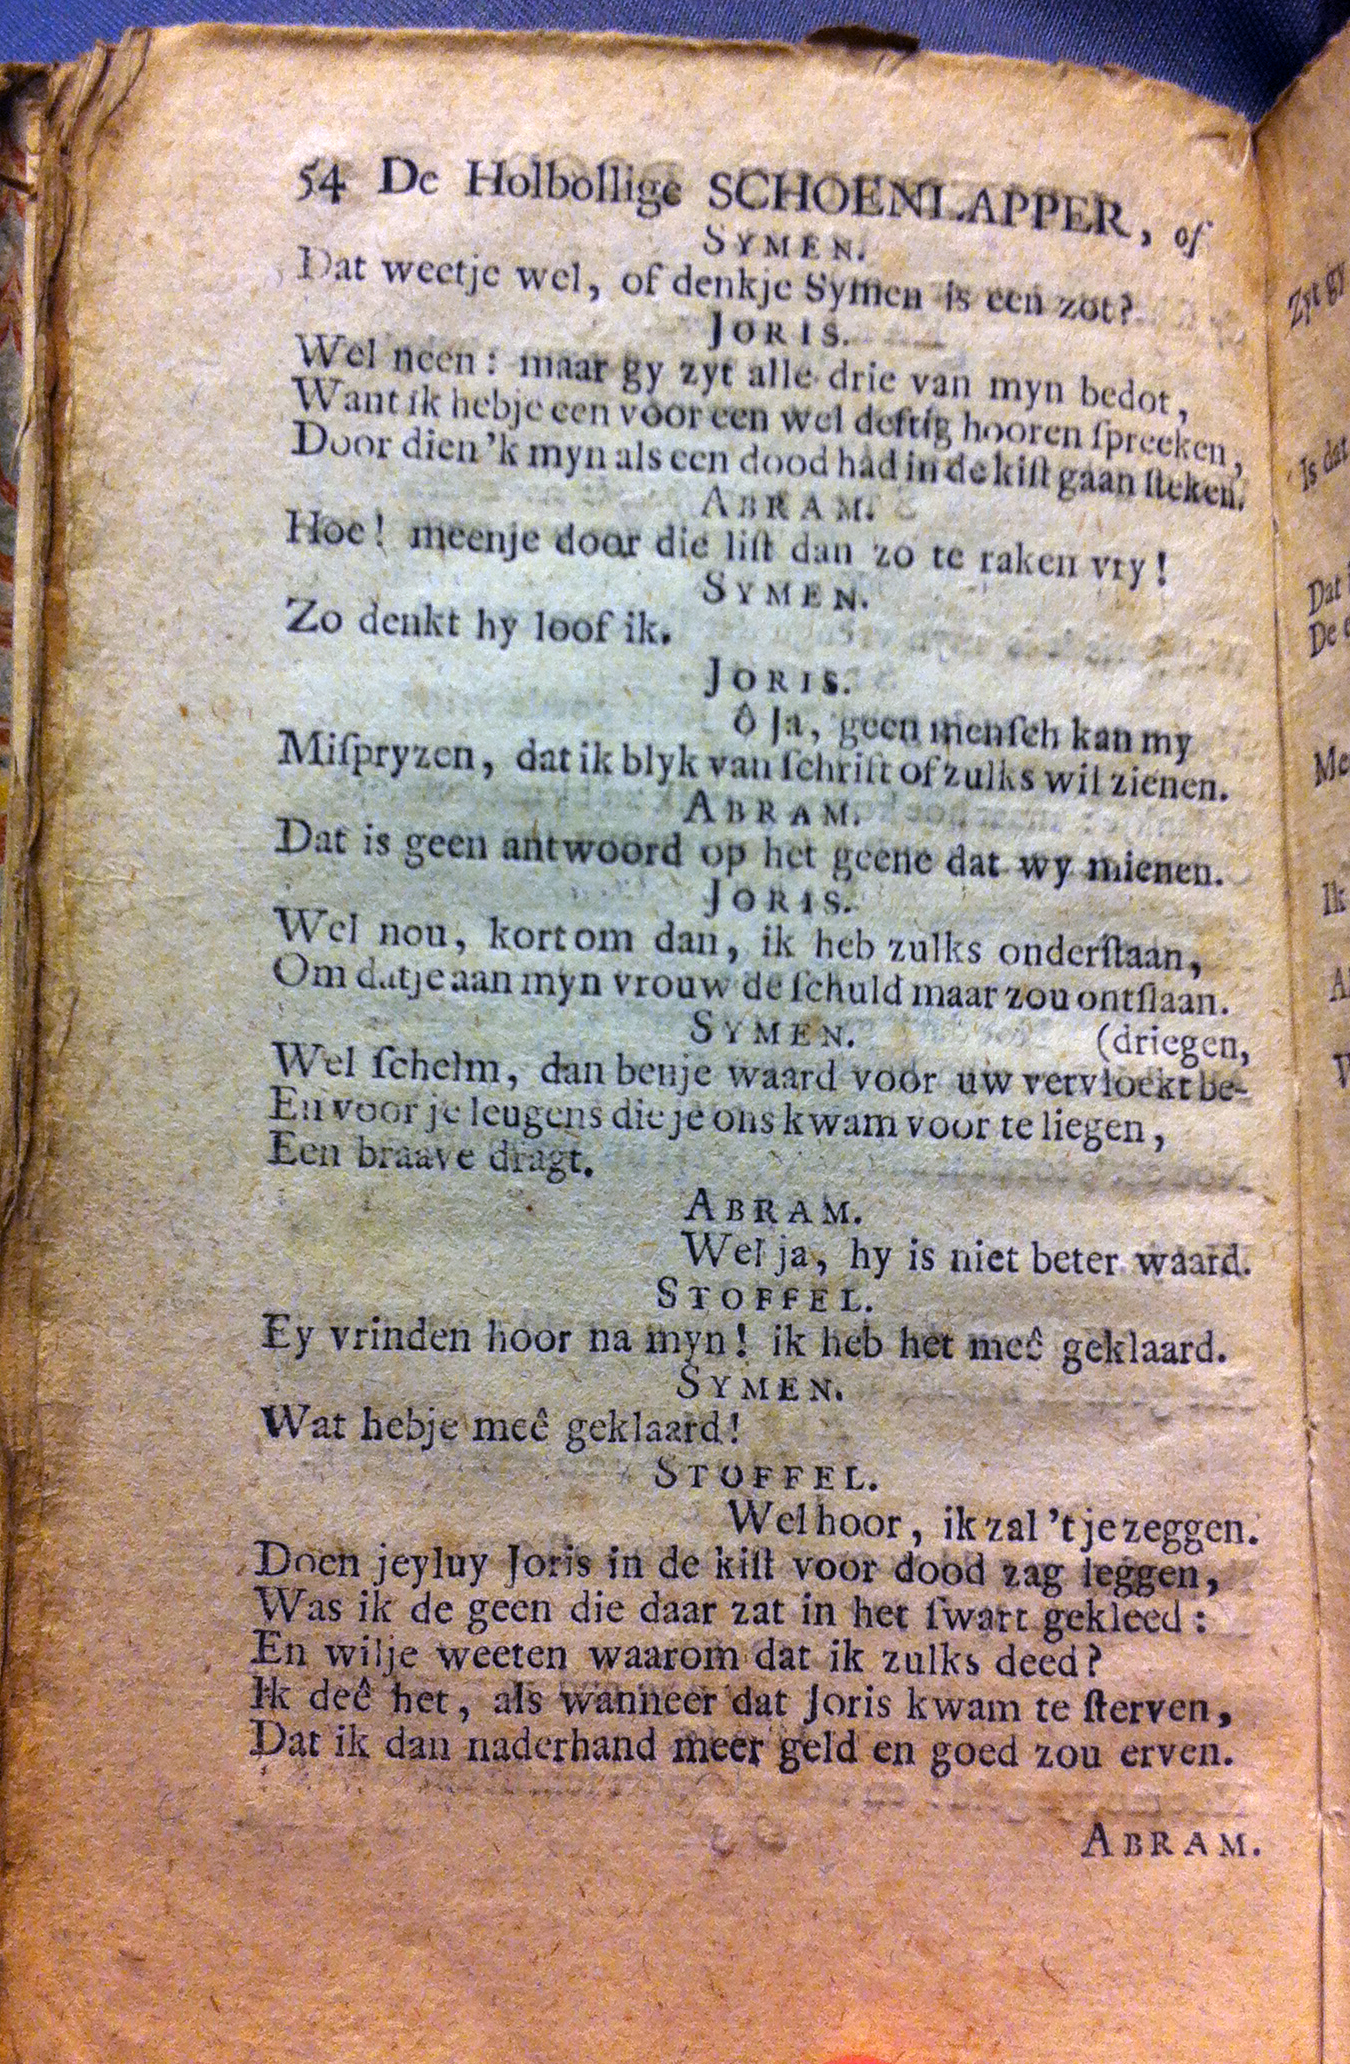 54 De Holbollige SCHOENLAPPER, of
SYMEN.
Dat weetje wel, of denkje Symen is een zot?
JORIS.
Wel neen: maar gy zyt alle drie van myn bedot,
Want ik hebje een voor een wel deftig hooren ſpreeken,
Door dien 'k myn als een dood had in de kiſt gaan ſteken.
ABRAM.
Hoe! meenje door die liſt dan zo te raken vry!
SYMEN.
Zo denkt hy loof ik.
JORIS.
ô Ja, geen menſch kan my
Miſpryzen, dat ik blyk van ſchrift of zulks wil zienen.
ABRAM.
Dat is geen antwoord op het geene dat wy mienen.
JORIS.
Wel nou, kort om dan, ik heb zulks onderſtaan,
Om datje aan myn vrouw de ſchuld maar zou ontſlaan.
SYMEN. (driegen,
Wel ſchelm, dan benje waard voor uw vervloekt be-
En voor je leugens die je ons kwam voor te liegen,
Een braave dragt.
ABRAM.
Wel ja, hy is niet beter waard.
STOFFEL.
Ey vrinden hoor na myn! ik heb het meê geklaard.
SYMEN.
Wat hebje meê geklaard!
STOFFEL.
Wel hoor, ik zal 't je zeggen.
Doen jeyluy Joris in de kiſt voor dood zag leggen,
Was ik de geen die daar zat in het ſwart gekleed:
En wilje weeten waarom dat ik zulks deed?
Ik deê het, als wanneer dat Joris kwam te ſterven,
Dat ik dan naderhand meer geld en goed zou erven.
ABRAM.
Zyt gy
Is dat
Dat
De
Me
Ik